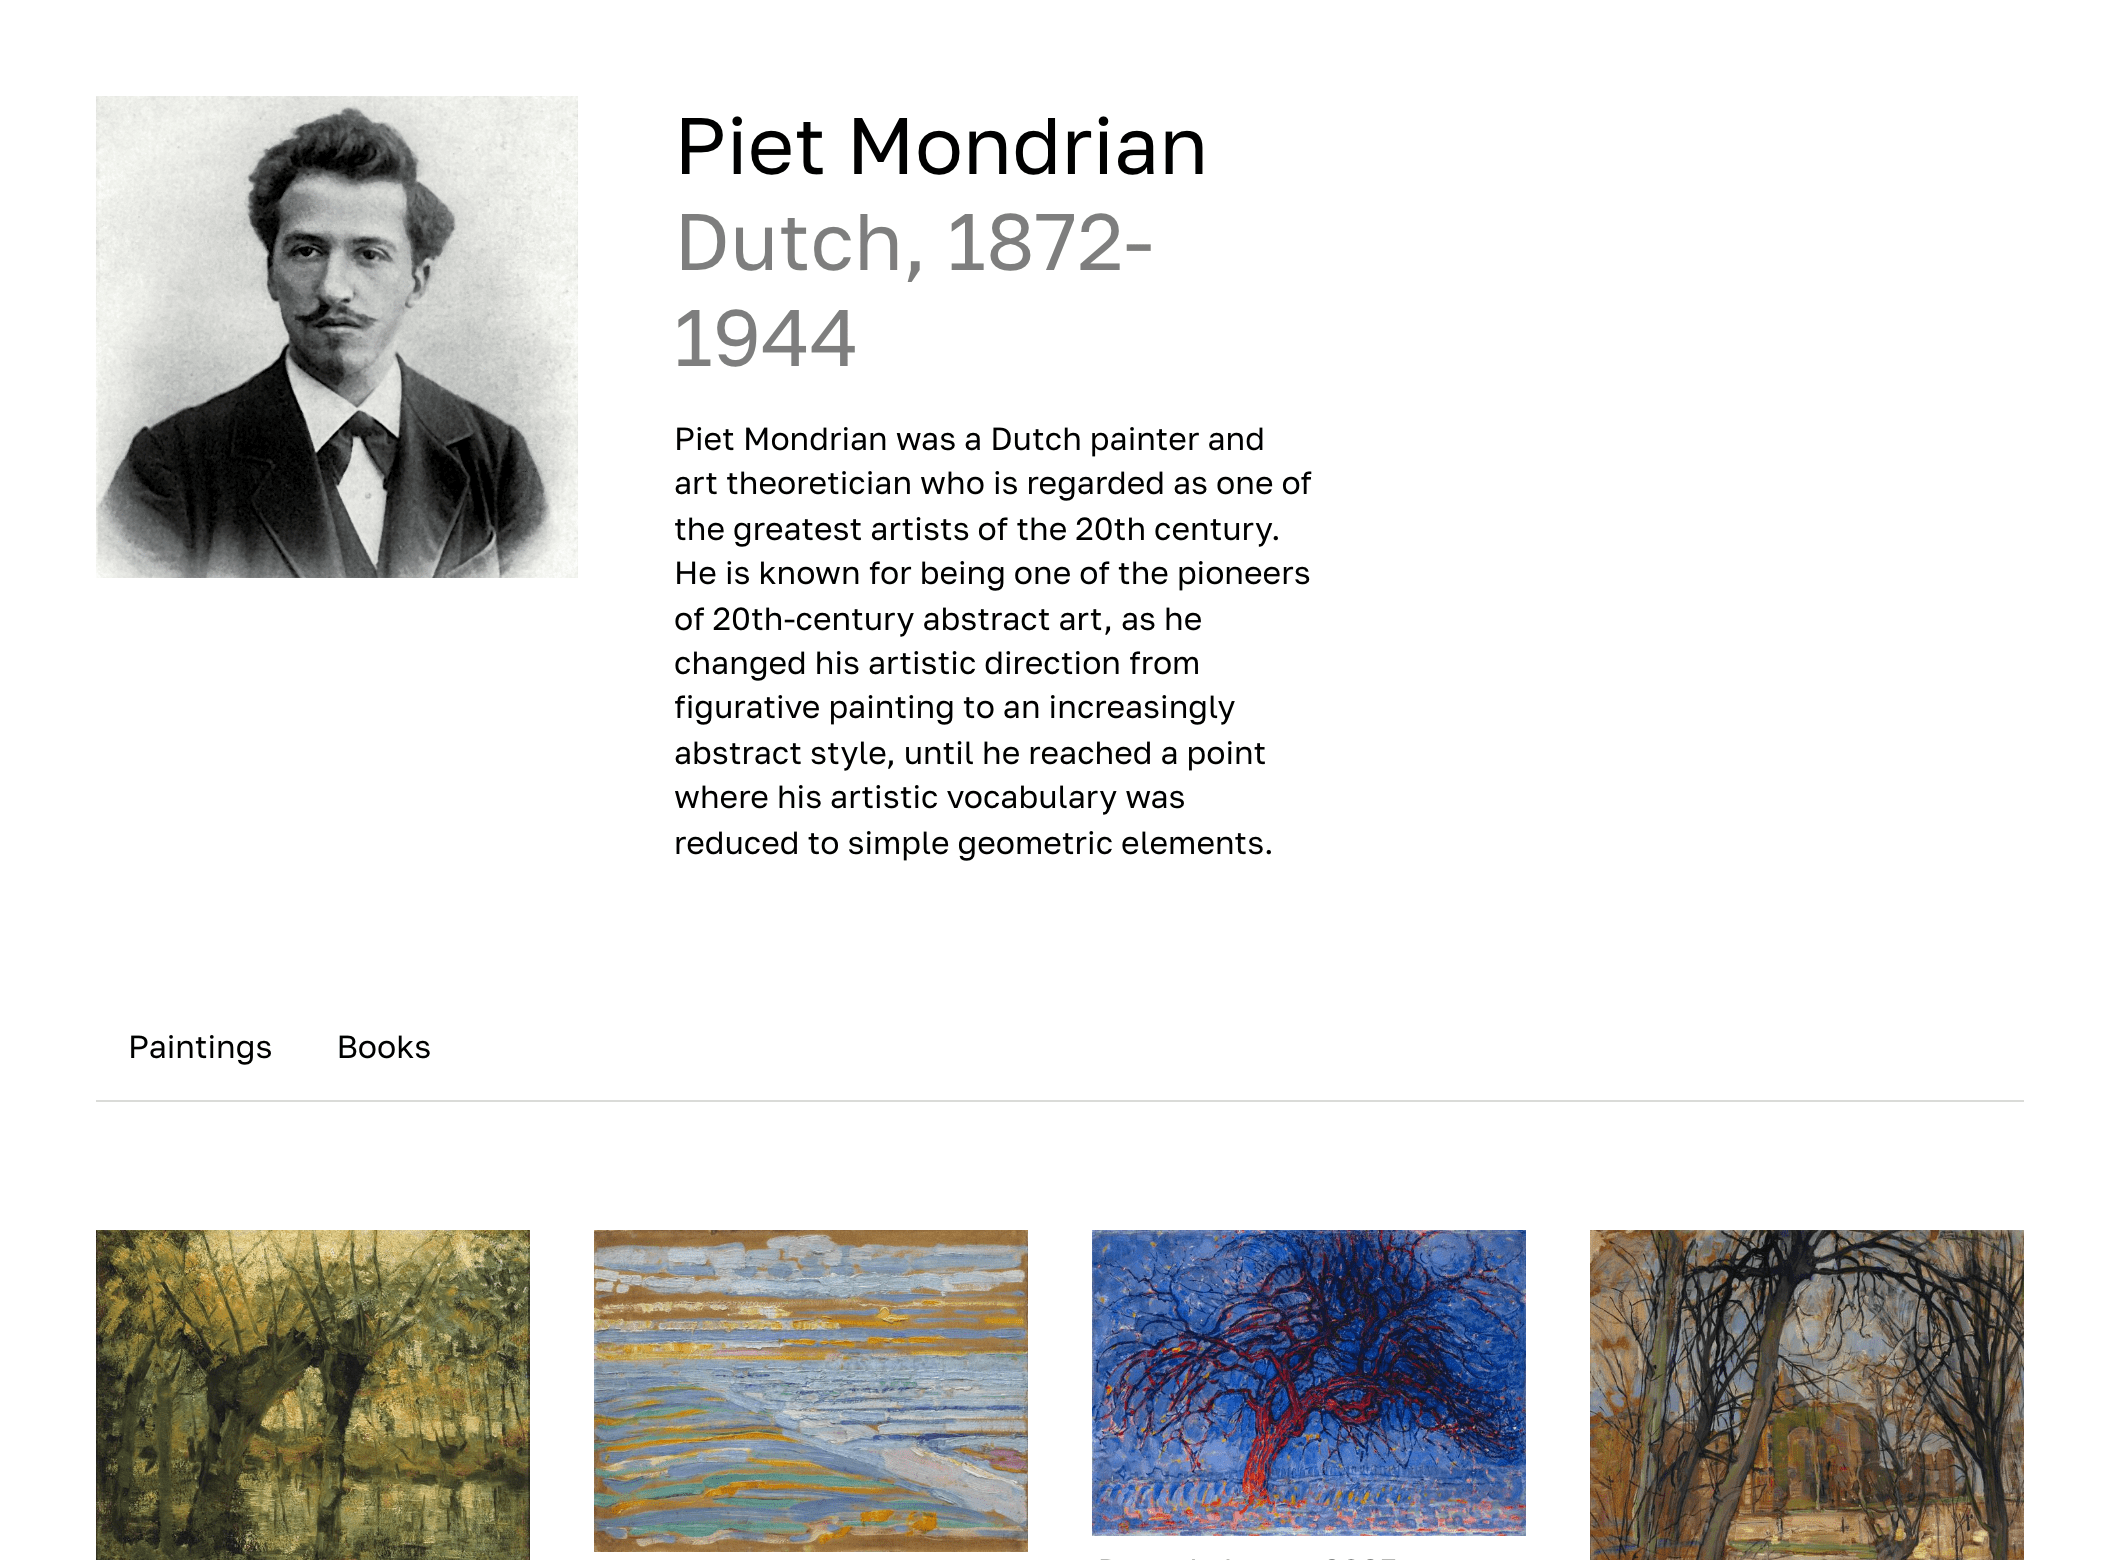 Piet Mondrian
Dutch, 1872-
1944
Piet Mondrian was a Dutch painter and
art theoretician who is regarded as one of
the greatest artists of the 20th century.
He is known for being one of the pioneers
of 20th-century abstract art, as he
changed his artistic direction from
figurative painting to an increasingly
abstract style, until he reached a point
where his artistic vocabulary was
reduced to simple geometric elements.
Paintings
Books